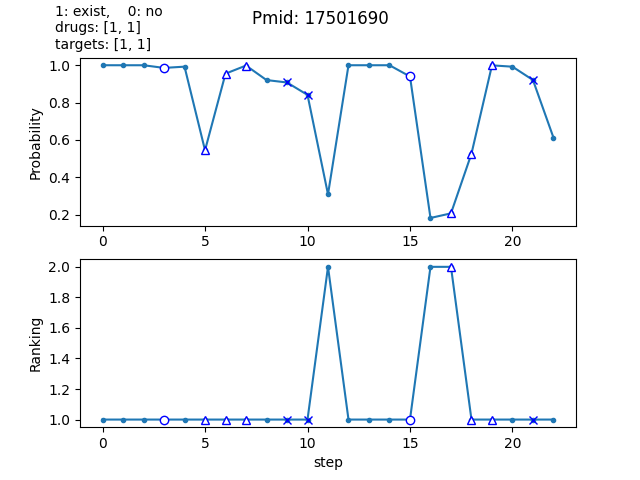 1: exist,    0: no
drugs: [1, 1]
targets: [1, 1]
Pmid: 17501690
Probability
1.0
0.8
0.6
0.4
0.2
0 5 10 15 20
Ranking
2.0
1.8
1.6
1.4
1.2
1.0
0 5 10 15 20
step